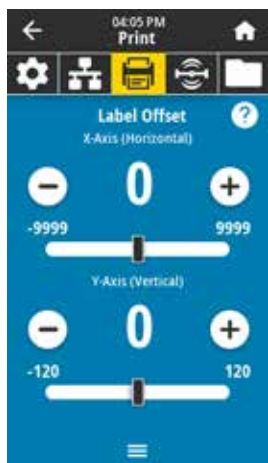 04:05 PM
Print
Label Offset
?
X-Axis (Horizontal)
0
-9999 9999
Y-Axis (Vertical)
0
-120 120